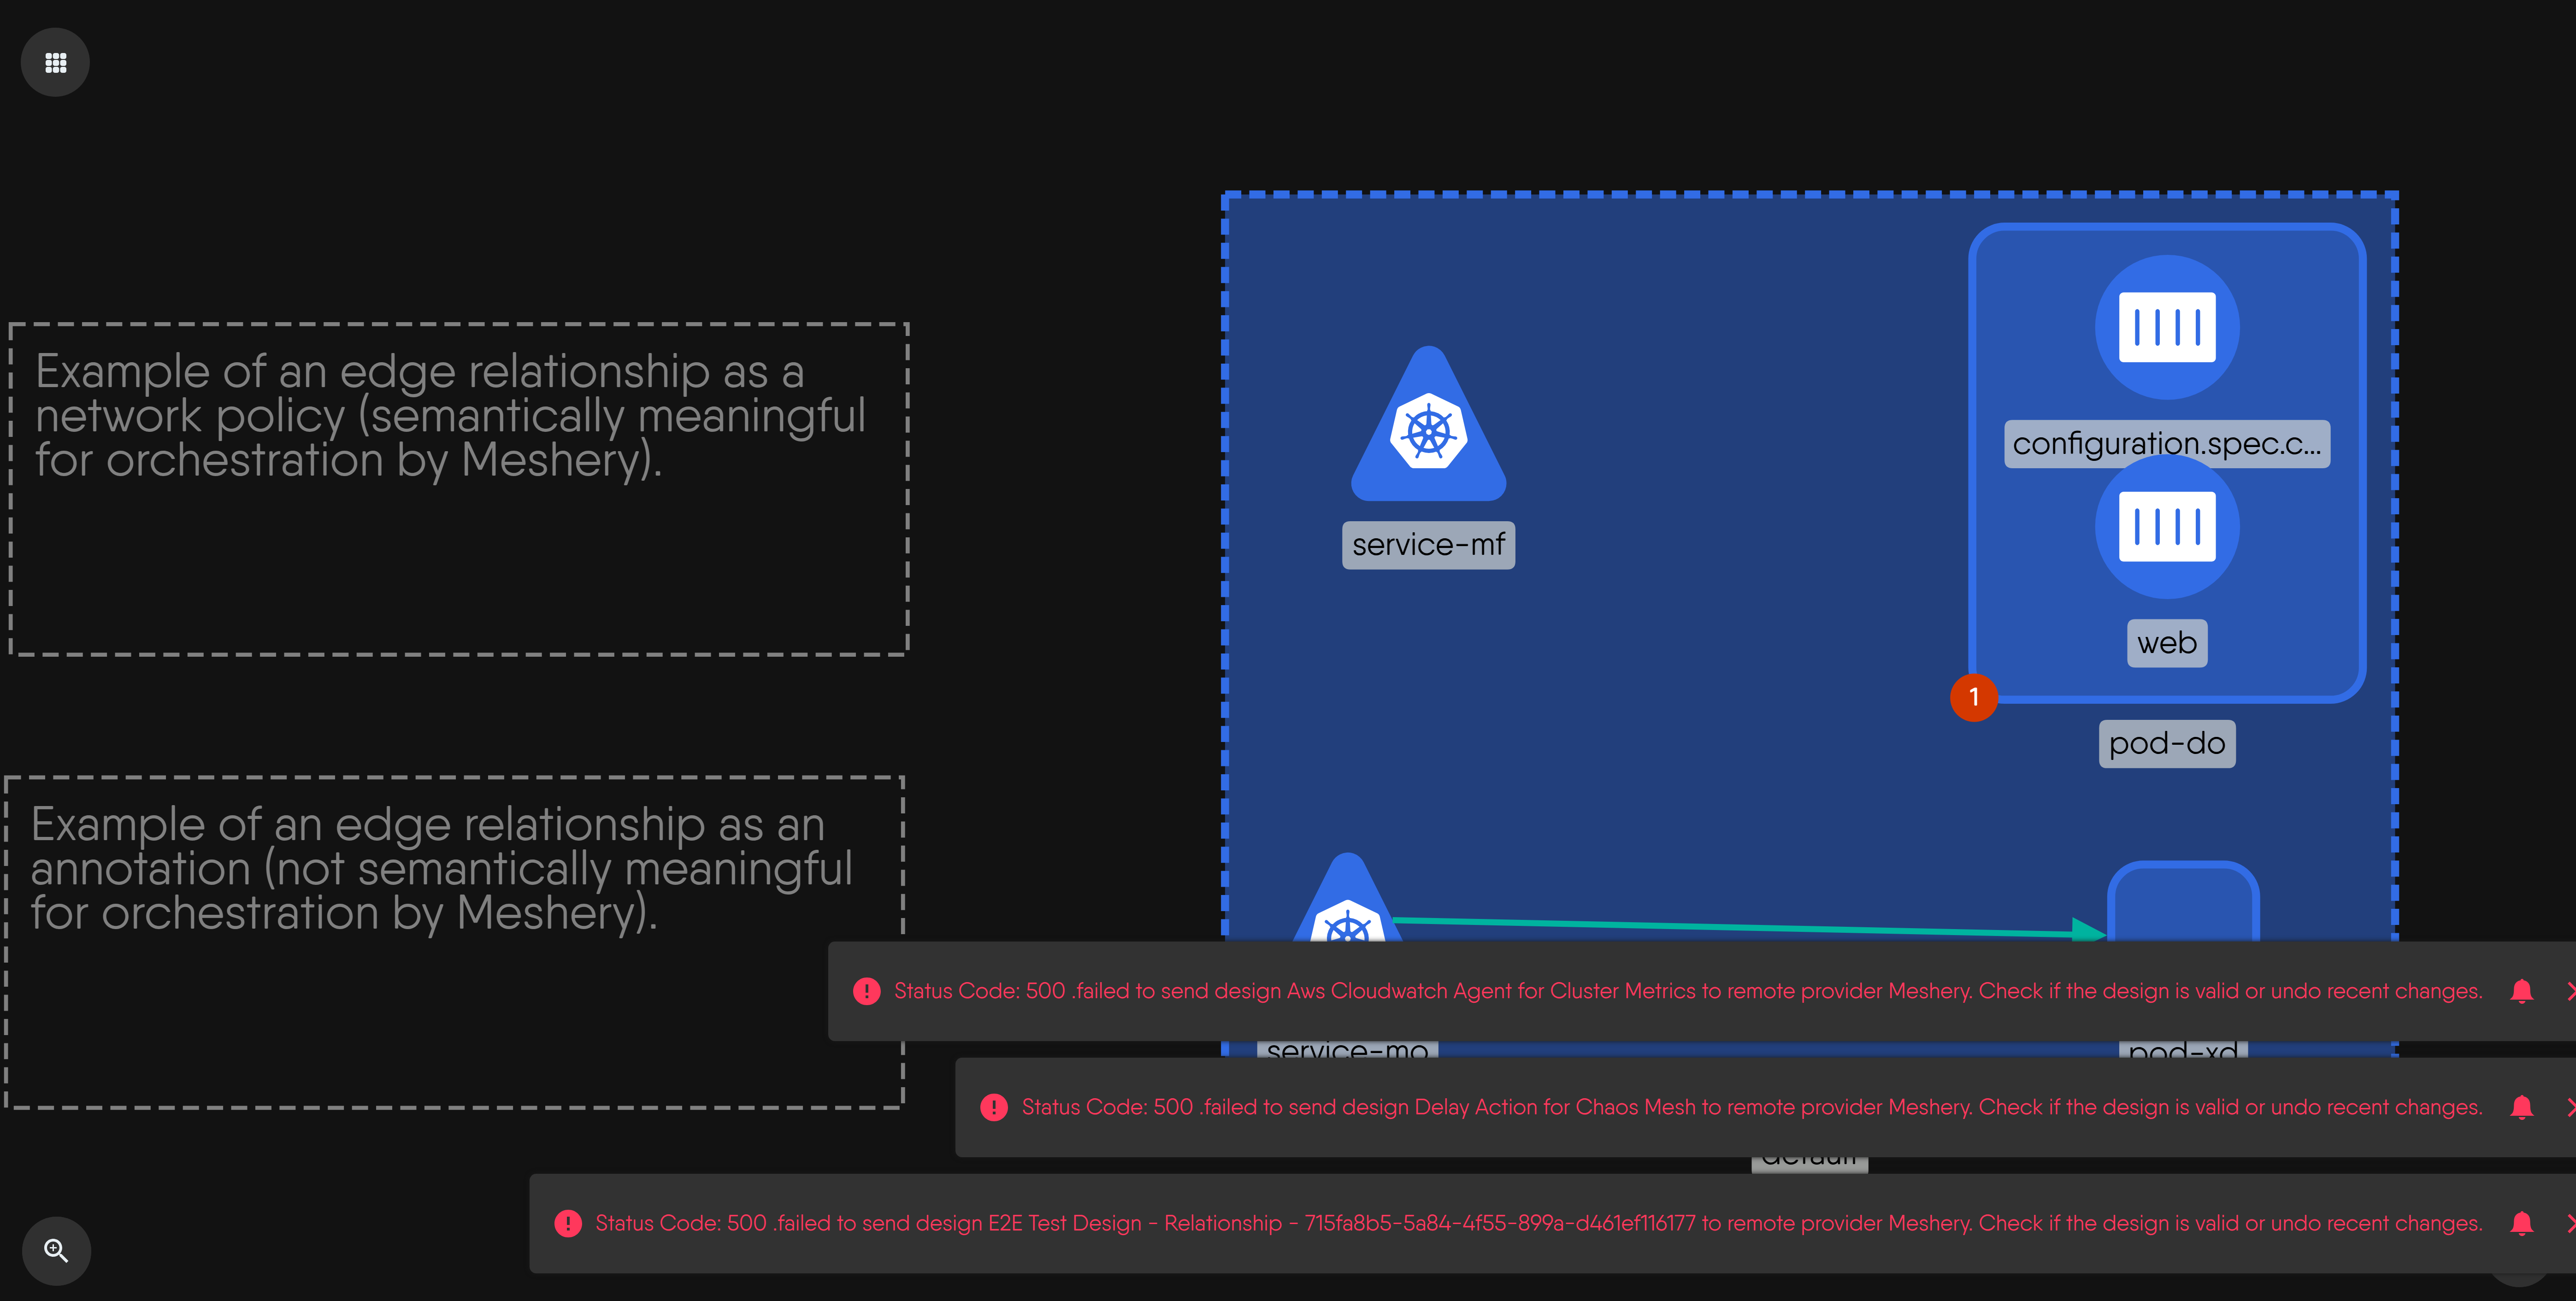 Example of an edge relationship as a
network policy (semantically meaningful
for orchestration by Meshery).
configuration.spec.c...
service-mf
web
1
pod-do
Example of an edge relationship as an
annotation (not semantically meaningful
for orchestration by Meshery).
Status Code: 500 .failed to send design Aws Cloudwatch Agent for Cluster Metrics to remote provider Meshery. Check if the design is valid or undo recent changes.
service-mo
pod-xd
Status Code: 500 .failed to send design Delay Action for Chaos Mesh to remote provider Meshery. Check if the design is valid or undo recent changes.
default
Status Code: 500 .failed to send design E2E Test Design - Relationship - 715fa8b5-5a84-4f55-899a-d461ef116177 to remote provider Meshery. Check if the design is valid or undo recent changes.